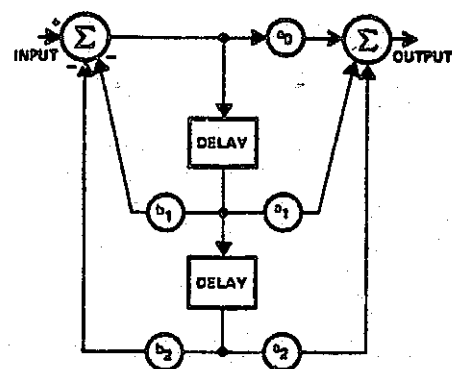 + Σ a0 Σ
INPUT - - OUTPUT
DELAY
b1 a1
DELAY
b2 a2